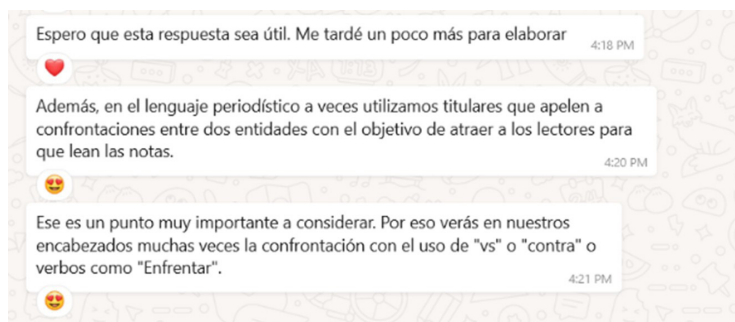 Espero que esta respuesta sea útil. Me tardé un poco más para elaborar
4:18 PM
Además, en el lenguaje periodístico a veces utilizamos titulares que apelen a
confrontaciones entre dos entidades con el objetivo de atraer a los lectores para
que lean las notas.
4:20 PM
Ese es un punto muy importante a considerar. Por eso verás en nuestros
encabezados muchas veces la confrontación con el uso de "vs" o "contra" o
verbos como "Enfrentar".
4:21 PM